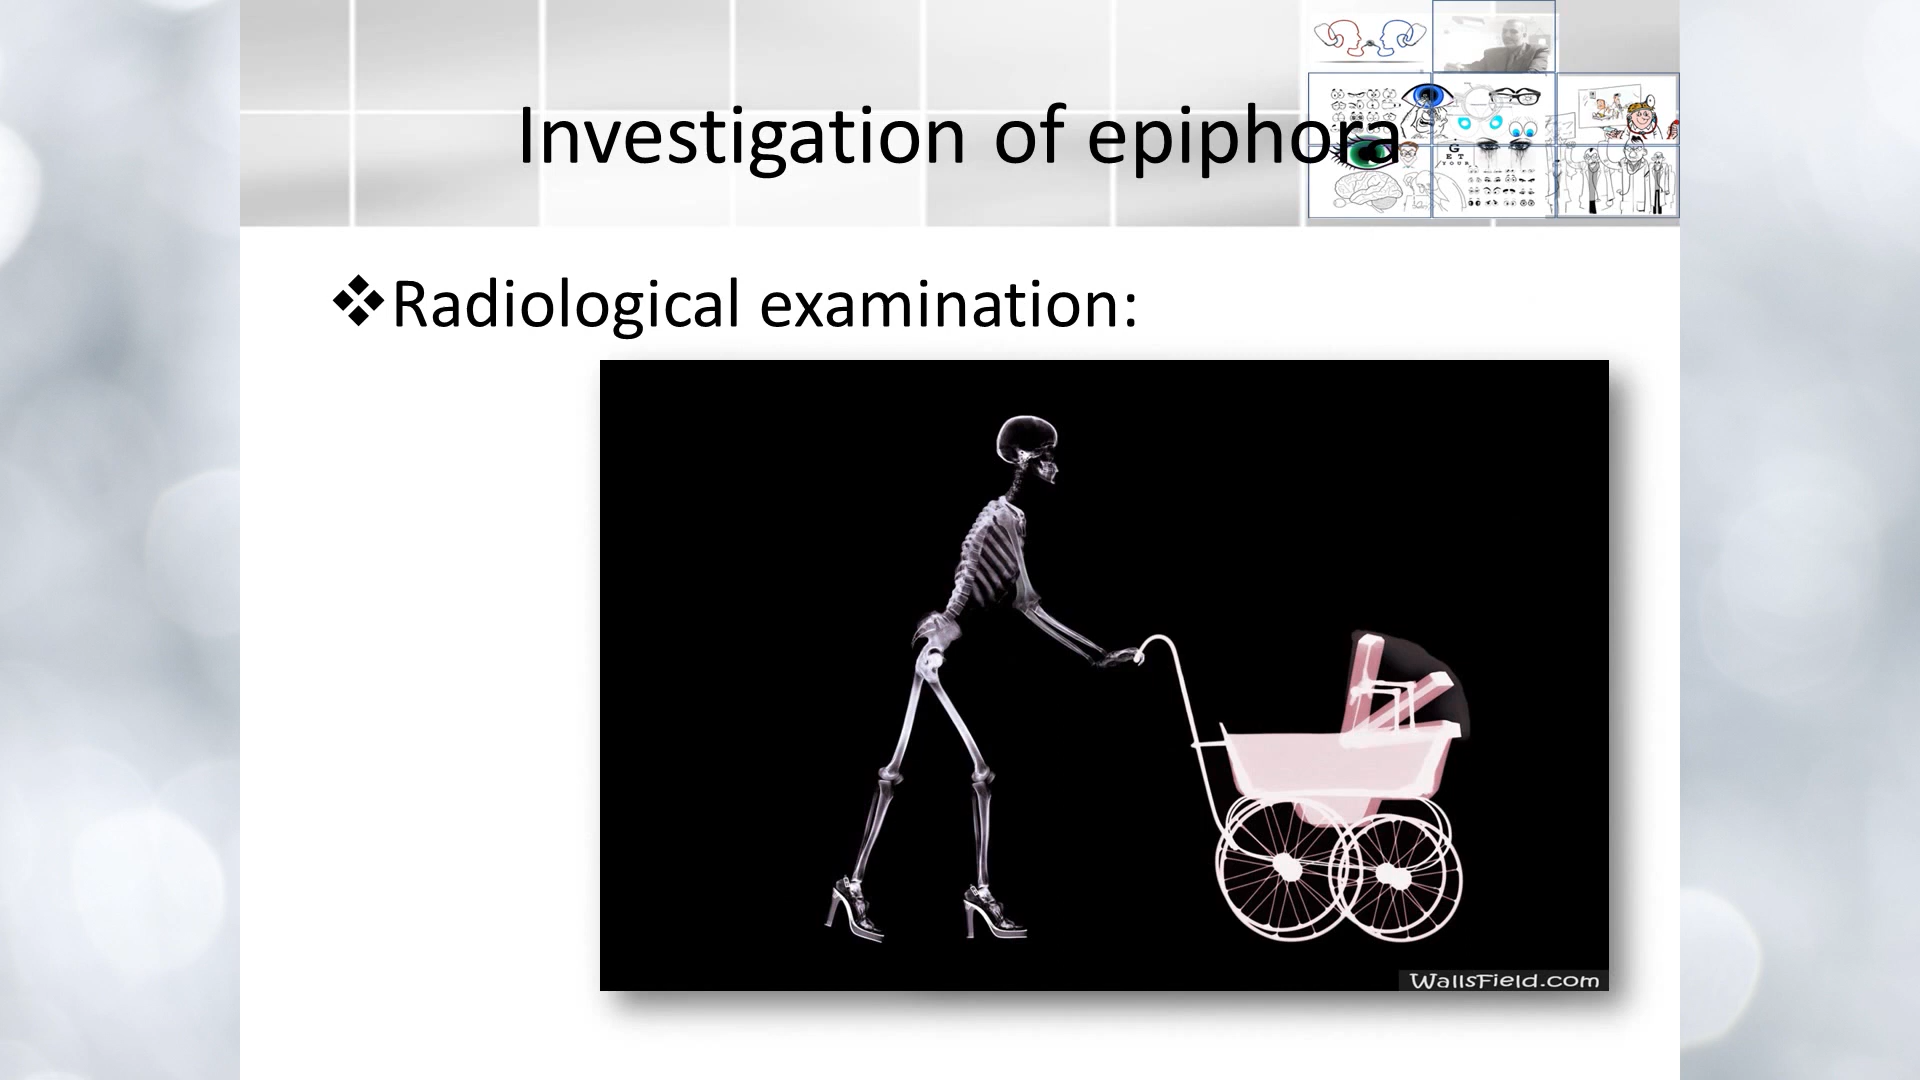 Investigation of epiphora
G
E T
Y O U R
❖Radiological examination:
WallsField.com